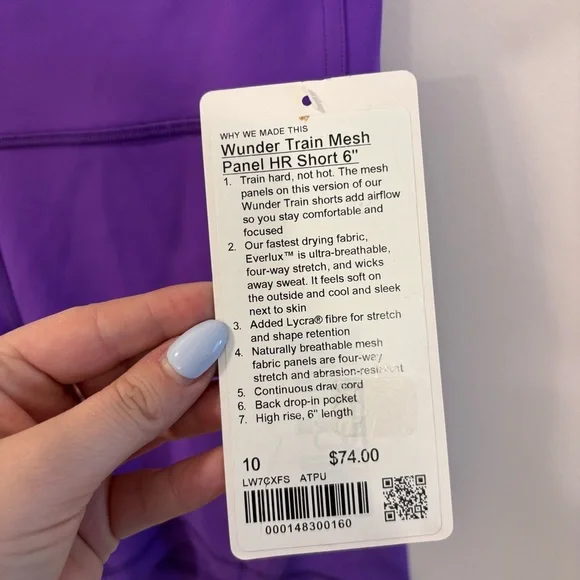 WHY WE MADE THIS
Wunder Train Mesh
Panel HR Short 6"
1. Train hard, not hot. The mesh
panels on this version of our
Wunder Train shorts add airflow
so you stay comfortable and
focused
2. Our fastest drying fabric,
Everlux™ is ultra-breathable,
four-way stretch, and wicks
away sweat. It feels soft on
the outside and cool and sleek
next to skin
3. Added Lycra® fibre for stretch
and shape retention
4. Naturally breathable mesh
fabric panels are four-way
stretch and abrasion-resistant
5. Continuous draw cord
6. Back drop-in pocket
7. High rise, 6" length
10 $74.00
ATPU
000148300160